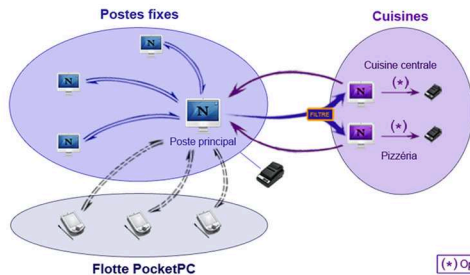 Postes fixes
Cuisines
N
N
N
N
Poste principal
FILTRE
Cuisine centrale
N
(*)
N
(*)
Pizzéria
Flotte PocketPC
(*) Op